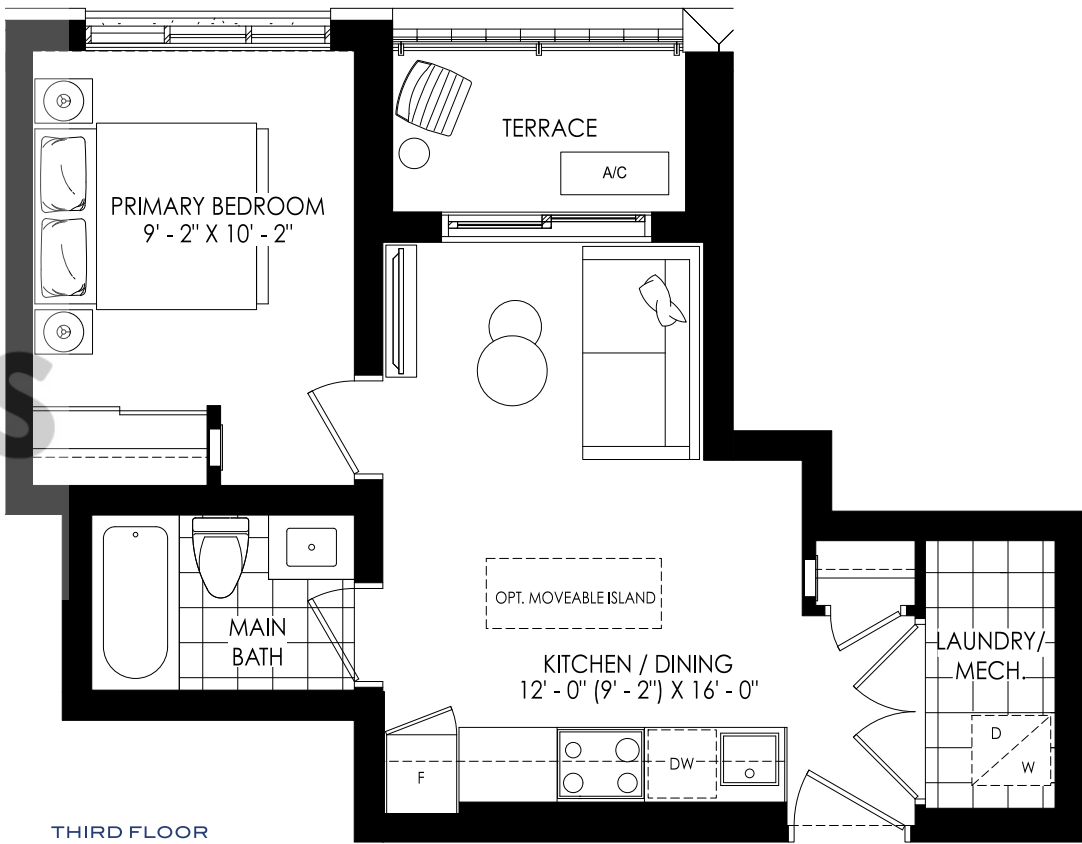 TERRACE
A/C
PRIMARY BEDROOM
9' - 2" X 10' - 2"
S
OPT. MOVEABLE ISLAND
MAIN
BATH
KITCHEN / DINING
12' - 0" (9' - 2") X 16' - 0"
LAUNDRY/
MECH.
D
W
F
DW
THIRD FLOOR